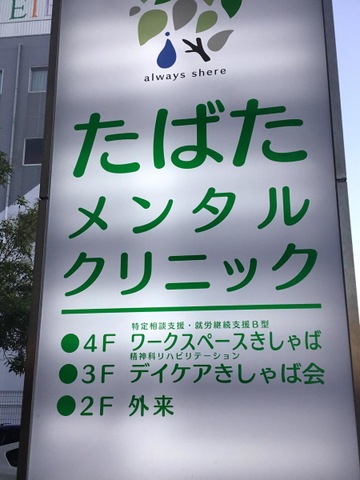 always shere
たばた
メンタル
クリニック
特定相談支援・就労継続支援B型
●4F ワークスペースきしゃば
精神科リハビリテーション
●3F デイケアきしゃば会
●2F 外来